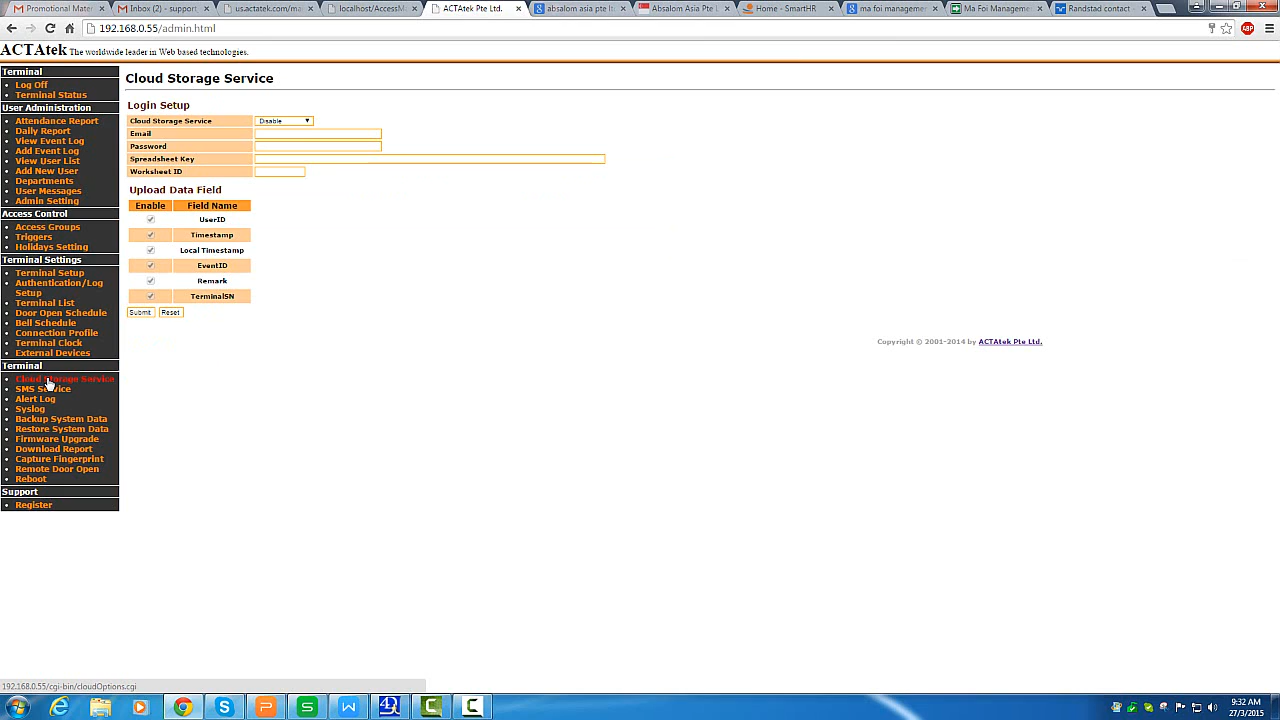 Promotional Mater
Inbox (2) - support
us.actatek.com/mai
localhost/AccessMa
ACTAtek Pte Ltd.
absalom asia pte lt
Absalom Asia Pte L
Home - SmartHR
ma foi management
Ma Foi Managemen
Randstad contact
192.168.0.55/admin.html
ABP
ACTAtek The worldwide leader in Web based technologies.
Terminal
Log Off
Terminal Status
User Administration
Attendance Report
Daily Report
View Event Log
Add Event Log
View User List
Add New User
Departments
User Messages
Admin Setting
Access Control
Access Groups
Triggers
Holidays Setting
Terminal Settings
Terminal Setup
Authentication/Log
Setup
Terminal List
Door Open Schedule
Bell Schedule
Connection Profile
Terminal Clock
External Devices
Terminal
Cloud Storage Service
SMS Service
Alert Log
Syslog
Backup System Data
Restore System Data
Firmware Upgrade
Download Report
Capture Fingerprint
Remote Door Open
Reboot
Support
Register
Cloud Storage Service
Login Setup
Cloud Storage Service Disable
Email
Password
Spreadsheet Key
Worksheet ID
Upload Data Field
Enable Field Name
UserID
Timestamp
Local Timestamp
EventID
Remark
TerminalSN
Submit Reset
Copyright © 2001-2014 by ACTAtek Pte Ltd.
192.168.0.55/cgi-bin/cloudOptions.cgi
9:32 AM
27/3/2015